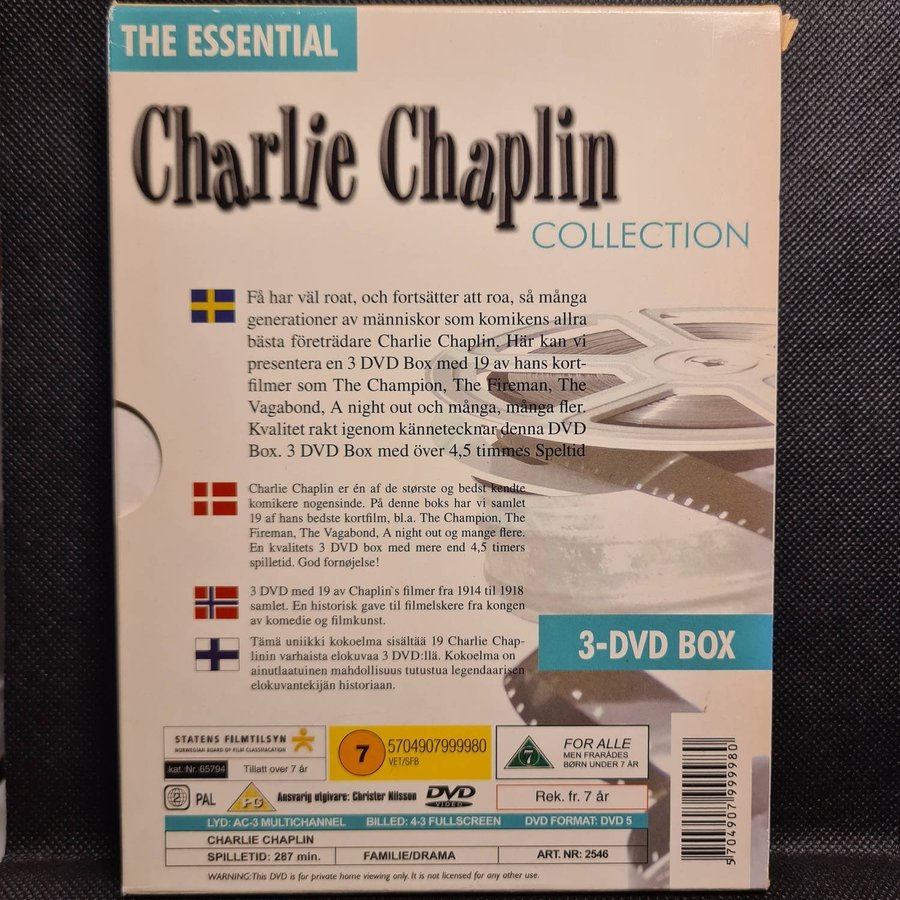 THE ESSENTIAL
Charlie Chaplin
COLLECTION
Få har väl roat, och fortsätter att roa, så många
generationer av människor som komikens allra
bästa företrädare Charlie Chaplin. Här kan vi
presentera en 3 DVD Box med 19 av hans kort-
filmer som The Champion, The Fireman, The
Vagabond, A night out och många, många fler.
Kvalitet rakt igenom kännetecknar denna DVD
Box. 3 DVD Box med över 4,5 timmes Speltid
Charlie Chaplin er én af de største og bedst kendte
komikere nogensinde. På denne boks har vi samlet
19 af hans bedste kortfilm, bl.a. The Champion, The
Fireman, The Vagabond, A night out og mange flere.
En kvalitets 3 DVD box med mere end 4,5 timers
spilletid. God fornøjelse!
3 DVD med 19 av Chaplin`s filmer fra 1914 til 1918
samlet. En historisk gave til filmelskere fra kongen
av komedie og filmkunst.
Tämä uniikki kokoelma sisältää 19 Charlie Chap-
linin varhaista elokuvaa 3 DVD:llä. Kokoelma on
ainutlaatuinen mahdollisuus tutustua legendaarisen
elokuvantekijän historiaan.
3-DVD BOX
STATENS FILMTILSYN
NORWEGIAN BOARD OF FILM CLASSIFICATION
kat. Nr. 65794 Tillatt over 7 år
7 5704907999980
VET/SFB
7 FOR ALLE
MEN FRARÅDES
BØRN UNDER 7 ÅR
2 PAL PG Ansvarig utgivare: Christer Nilsson DVD VIDEO Rek. fr. 7 år
LYD: AC-3 MULTICHANNEL BILLED: 4-3 FULLSCREEN DVD FORMAT: DVD 5
CHARLIE CHAPLIN
SPILLETID: 287 min. FAMILIE/DRAMA ART. NR: 2546
WARNING: This DVD is for private home viewing only. It is not licensed for any other use.
5 704907 999980